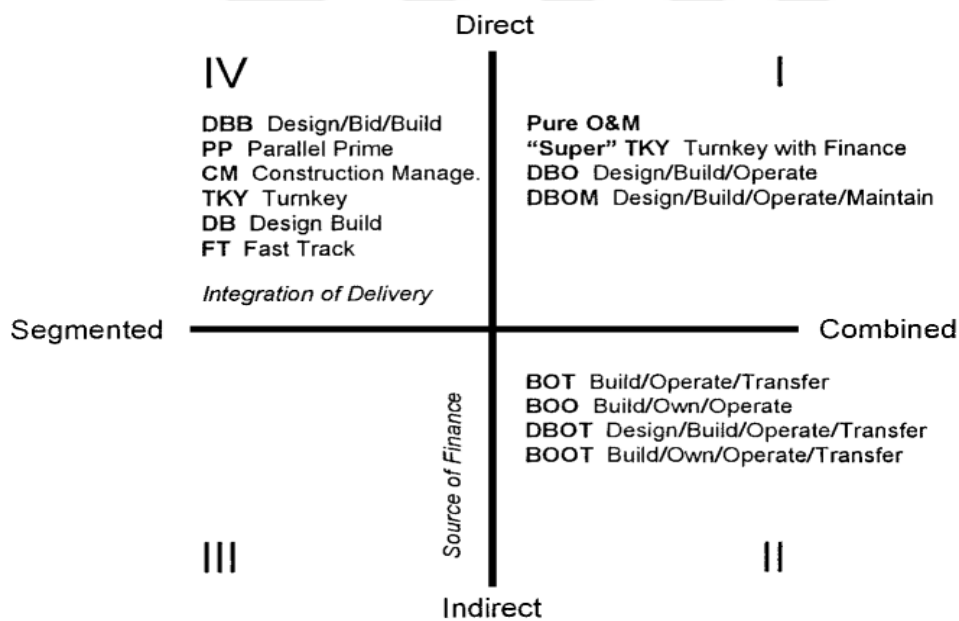 Direct
IV
DBB Design/Bid/Build
PP Parallel Prime
CM Construction Manage.
TKY Turnkey
DB Design Build
FT Fast Track
Integration of Delivery
I
Pure O&M
“Super” TKY Turnkey with Finance
DBO Design/Build/Operate
DBOM Design/Build/Operate/Maintain
Segmented
Combined
Source of Finance
III
BOT Build/Operate/Transfer
BOO Build/Own/Operate
DBOT Design/Build/Operate/Transfer
BOOT Build/Own/Operate/Transfer
II
Indirect